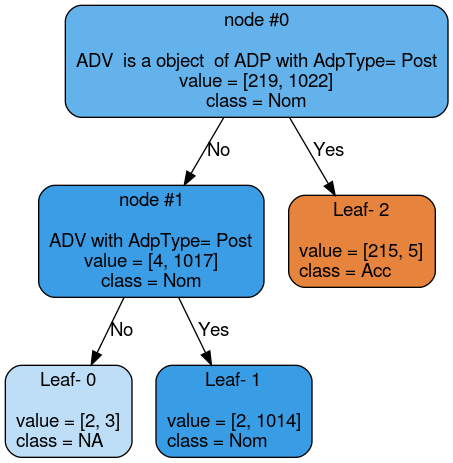 node #0
ADV is a object of ADP with AdpType= Post
value = [219, 1022]
class = Nom
No
Yes
node #1
ADV with AdpType= Post
value = [4, 1017]
class = Nom
Leaf- 2
value = [215, 5]
class = Acc
No
Yes
Leaf- 0
value = [2, 3]
class = NA
Leaf- 1
value = [2, 1014]
class = Nom